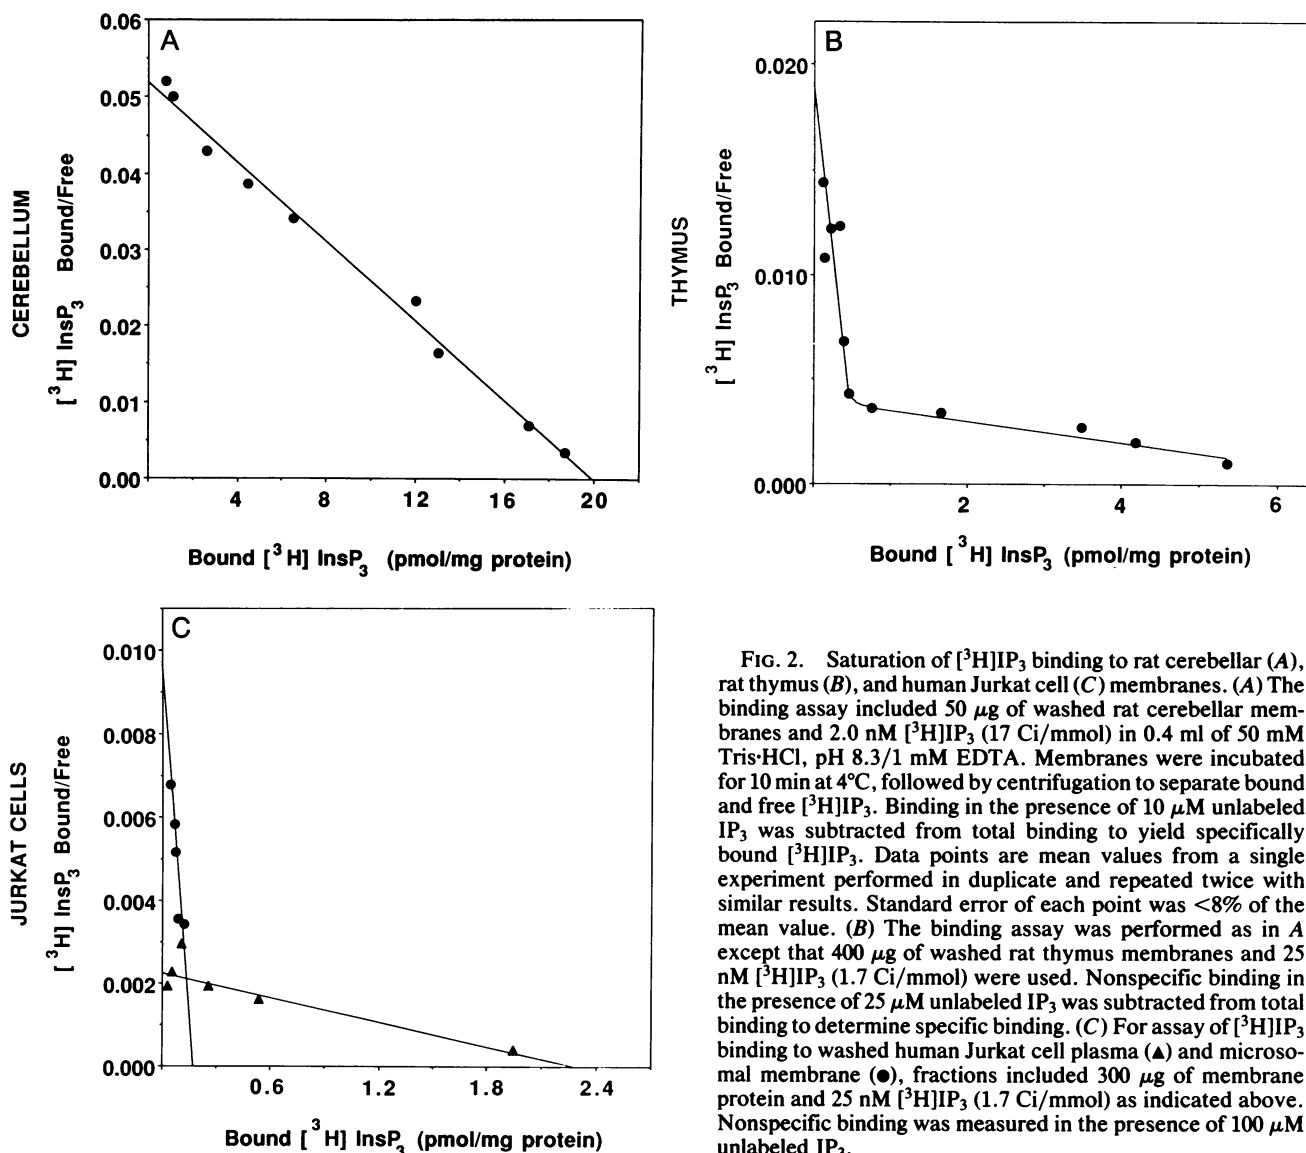 A
0.06
0.05
0.04
0.03
0.02
0.01
0.00
4 8 12 16 20
CEREBELLUM
[³H] InsP₃ Bound/Free
Bound [³H] InsP₃ (pmol/mg protein)
B
0.020
0.010
0.000
2 4 6
THYMUS
[³H] InsP₃ Bound/Free
Bound [³H] InsP₃ (pmol/mg protein)
C
0.010
0.008
0.006
0.004
0.002
0.000
0.6 1.2 1.8 2.4
JURKAT CELLS
[³H] InsP₃ Bound/Free
Bound [³H] InsP₃ (pmol/mg protein)
FIG. 2. Saturation of [³H]IP₃ binding to rat cerebellar (A),
rat thymus (B), and human Jurkat cell (C) membranes. (A) The
binding assay included 50 μg of washed rat cerebellar mem-
branes and 2.0 nM [³H]IP₃ (17 Ci/mmol) in 0.4 ml of 50 mM
Tris·HCl, pH 8.3/1 mM EDTA. Membranes were incubated
for 10 min at 4°C, followed by centrifugation to separate bound
and free [³H]IP₃. Binding in the presence of 10 μM unlabeled
IP₃ was subtracted from total binding to yield specifically
bound [³H]IP₃. Data points are mean values from a single
experiment performed in duplicate and repeated twice with
similar results. Standard error of each point was <8% of the
mean value. (B) The binding assay was performed as in A
except that 400 μg of washed rat thymus membranes and 25
nM [³H]IP₃ (1.7 Ci/mmol) were used. Nonspecific binding in
the presence of 25 μM unlabeled IP₃ was subtracted from total
binding to determine specific binding. (C) For assay of [³H]IP₃
binding to washed human Jurkat cell plasma (▲) and microso-
mal membrane (●), fractions included 300 μg of membrane
protein and 25 nM [³H]IP₃ (1.7 Ci/mmol) as indicated above.
Nonspecific binding was measured in the presence of 100 μM
unlabeled IP₃.